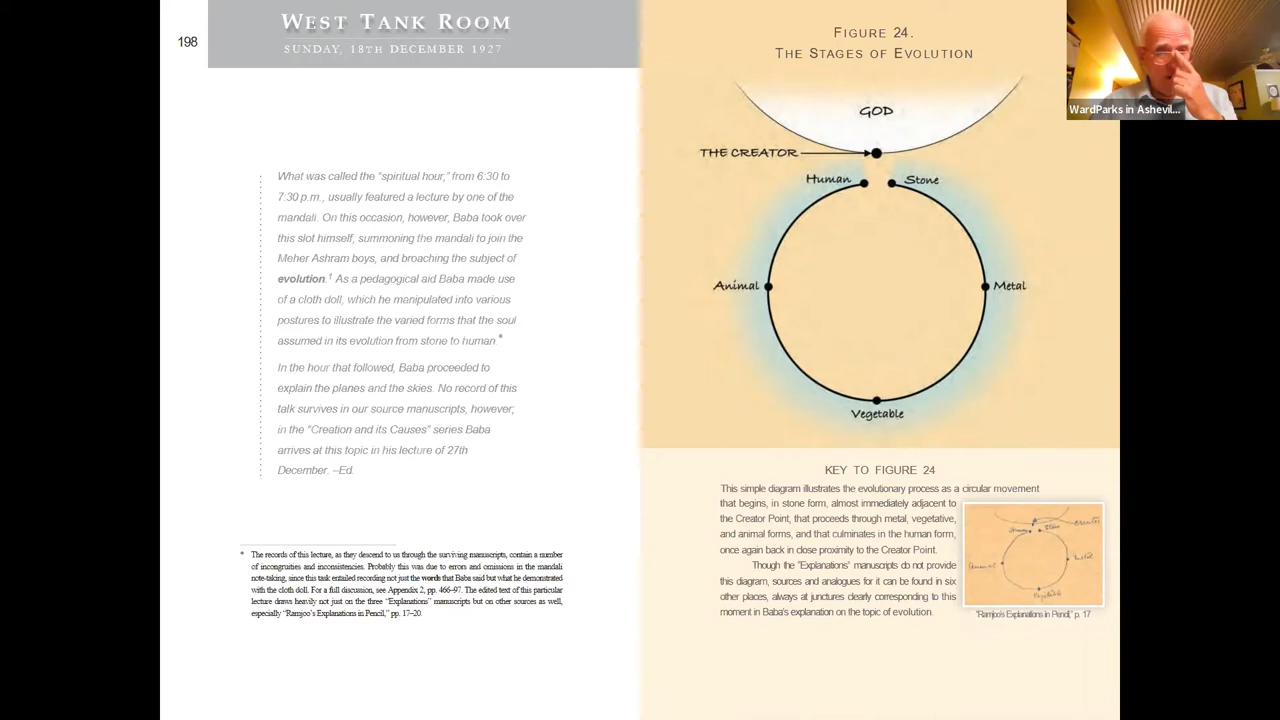 198
WEST TANK ROOM
SUNDAY, 18TH DECEMBER 1927
What was called the “spiritual hour,” from 6:30 to
7:30 p.m., usually featured a lecture by one of the
mandali. On this occasion, however, Baba took over
this slot himself, summoning the mandali to join the
Meher Ashram boys, and broaching the subject of
evolution.1 As a pedagogical aid Baba made use
of a cloth doll, which he manipulated into various
postures to illustrate the varied forms that the soul
assumed in its evolution from stone to human.*
In the hour that followed, Baba proceeded to
explain the planes and the skies. No record of this
talk survives in our source manuscripts, however;
in the “Creation and its Causes” series Baba
arrives at this topic in his lecture of 27th
December. –Ed.
* The records of this lecture, as they descend to us through the surviving manuscripts, contain a number
of incongruities and inconsistencies. Probably this was due to errors and omissions in the mandali
note-taking, since this task entailed recording not just the words that Baba said but what he demonstrated
with the cloth doll. For a full discussion, see Appendix 2, pp. 466–97. The edited text of this particular
lecture draws heavily not just on the three “Explanations” manuscripts but on other sources as well,
especially “Ramjoo's Explanations in Pencil,” pp. 17–20.
FIGURE 24.
THE STAGES OF EVOLUTION
GOD
THE CREATOR
Human
Stone
Animal
Metal
Vegetable
KEY TO FIGURE 24
This simple diagram illustrates the evolutionary process as a circular movement
that begins, in stone form, almost immediately adjacent to
the Creator Point, that proceeds through metal, vegetative,
and animal forms, and that culminates in the human form,
once again back in close proximity to the Creator Point.
Though the “Explanations” manuscripts do not provide
this diagram, sources and analogues for it can be found in six
other places, always at junctures clearly corresponding to this
moment in Baba's explanation on the topic of evolution.
creator
Human
Stone
Animal
metal
Vegetable
“Ramjoo's Explanations in Pencil,” p. 17
WardParks in Ashevil...